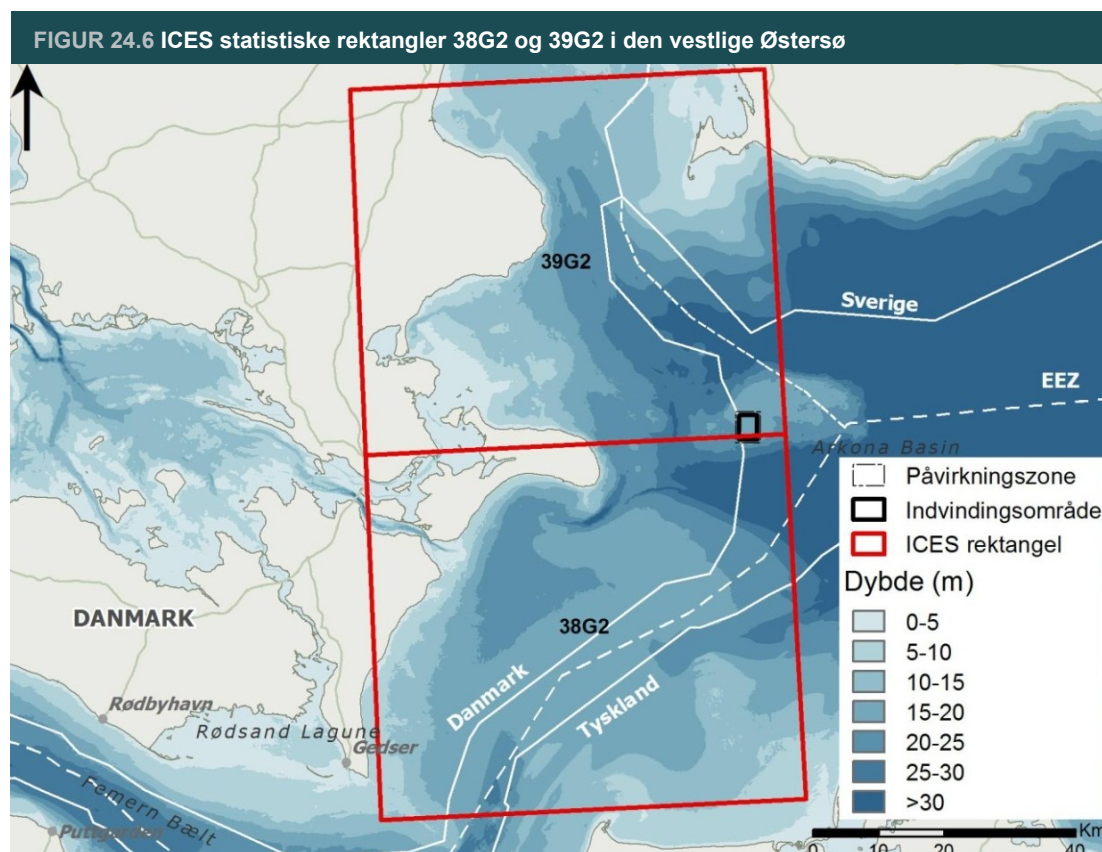 FIGUR 24.6 ICES statistiske rektangler 38G2 og 39G2 i den vestlige Østersø
39G2
Sverige
EEZ
Arkona Basin
Påvirkningszone
Indvindingsområde
ICES rektangel
Dybde (m)
0-5
5-10
10-15
15-20
20-25
25-30
>30
DANMARK
38G2
Danmark
Tyskland
Rødbyhavn
Rødsand Lagune
Gedser
Femern Bælt
Puttgarden
Km
0 10 20 40